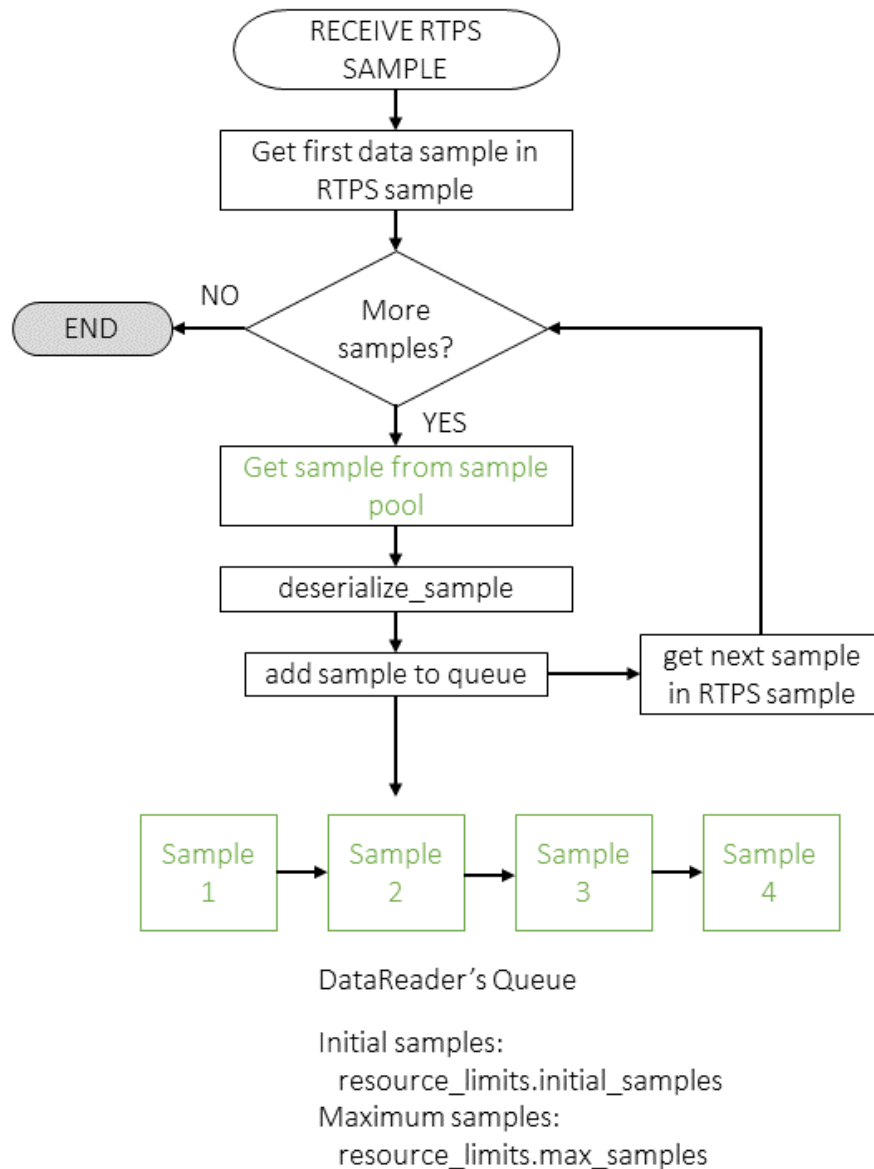 RECEIVE RTPS
SAMPLE
Get first data sample in
RTPS sample
NO
END
More
samples?
YES
Get sample from sample
pool
deserialize_sample
add sample to queue
get next sample
in RTPS sample
Sample
1
Sample
2
Sample
3
Sample
4
DataReader’s Queue
Initial samples:
resource_limits.initial_samples
Maximum samples:
resource_limits.max_samples